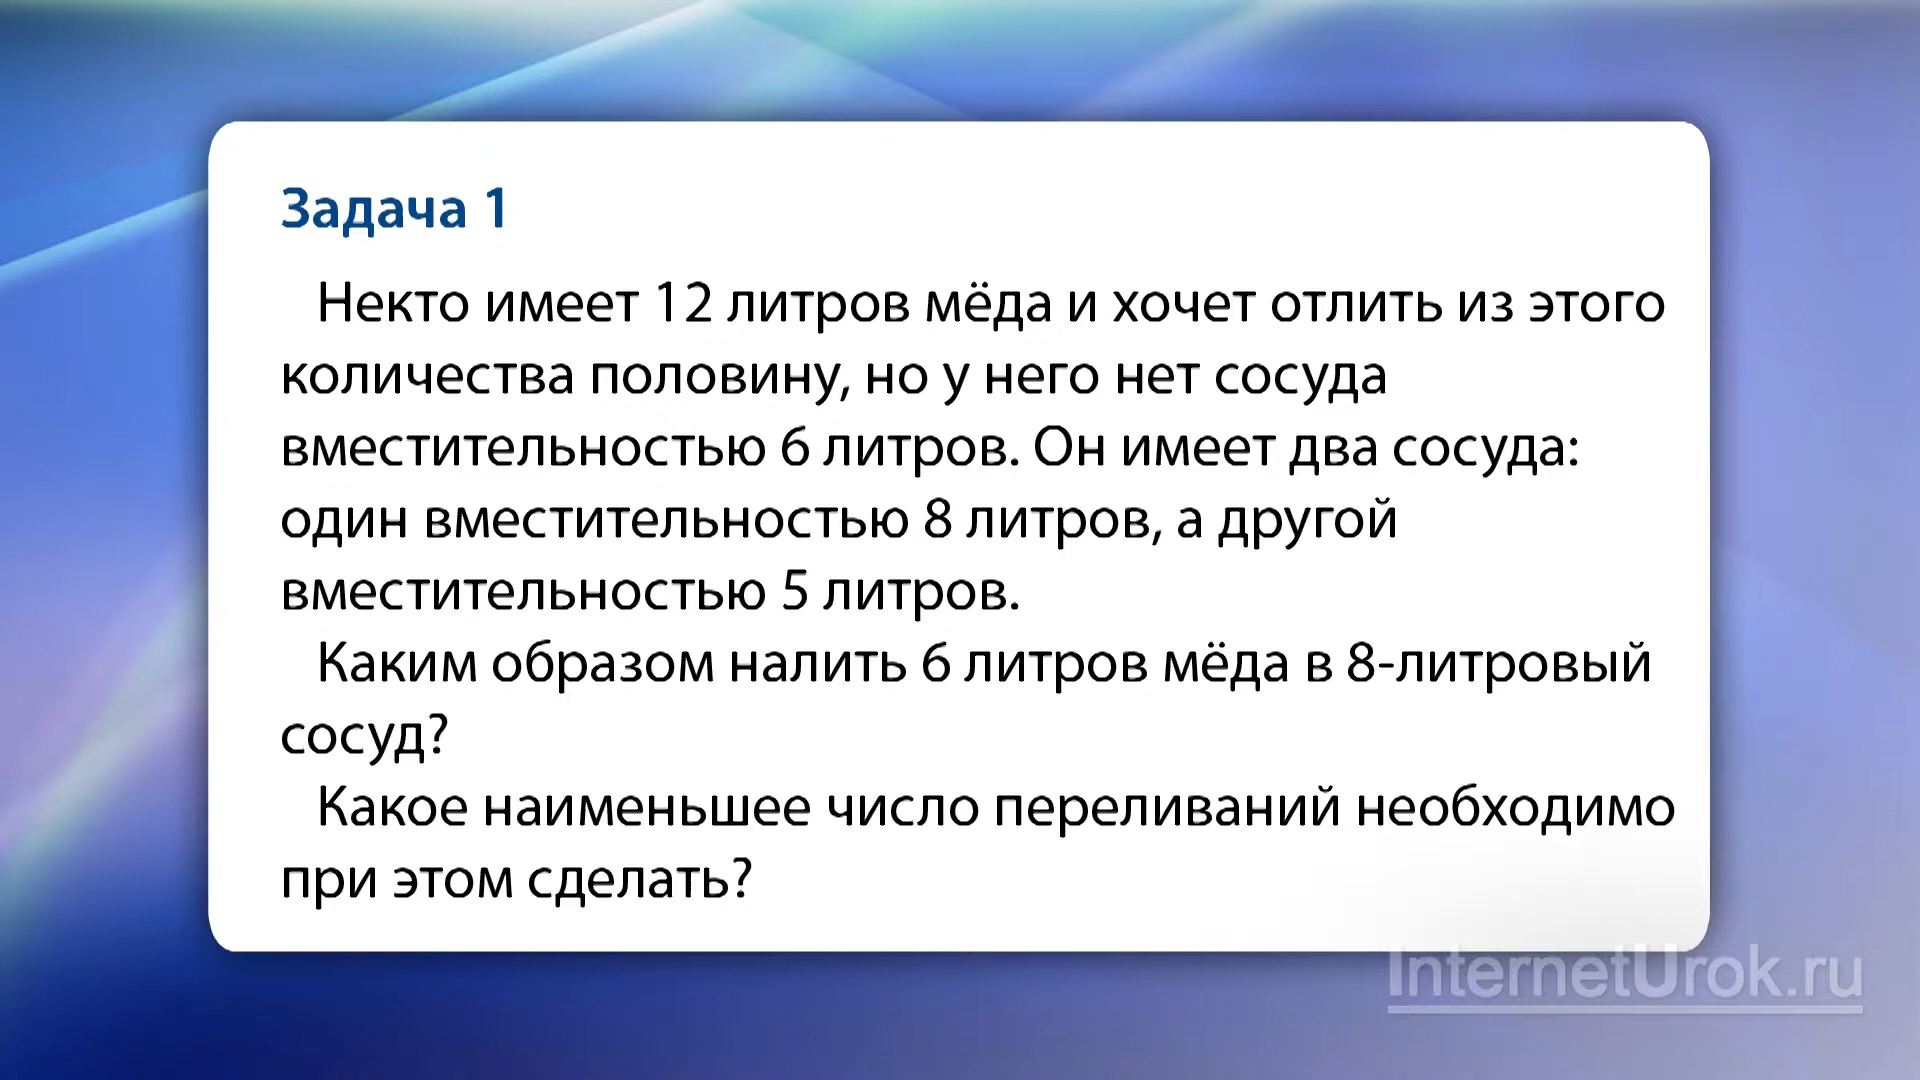 Задача 1
Некто имеет 12 литров мёда и хочет отлить из этого
количества половину, но у него нет сосуда
вместительностью 6 литров. Он имеет два сосуда:
один вместительностью 8 литров, а другой
вместительностью 5 литров.
Каким образом налить 6 литров мёда в 8-литровый
сосуд?
Какое наименьшее число переливаний необходимо
при этом сделать?
InternetUrok.ru